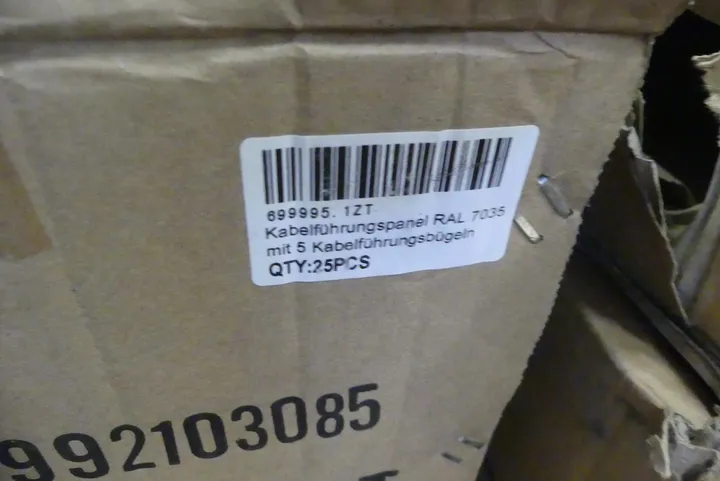 699995.1ZT
Kabelführungspanel RAL 7035
mit 5 Kabelführungsbügeln
QTY:25PCS
992103085